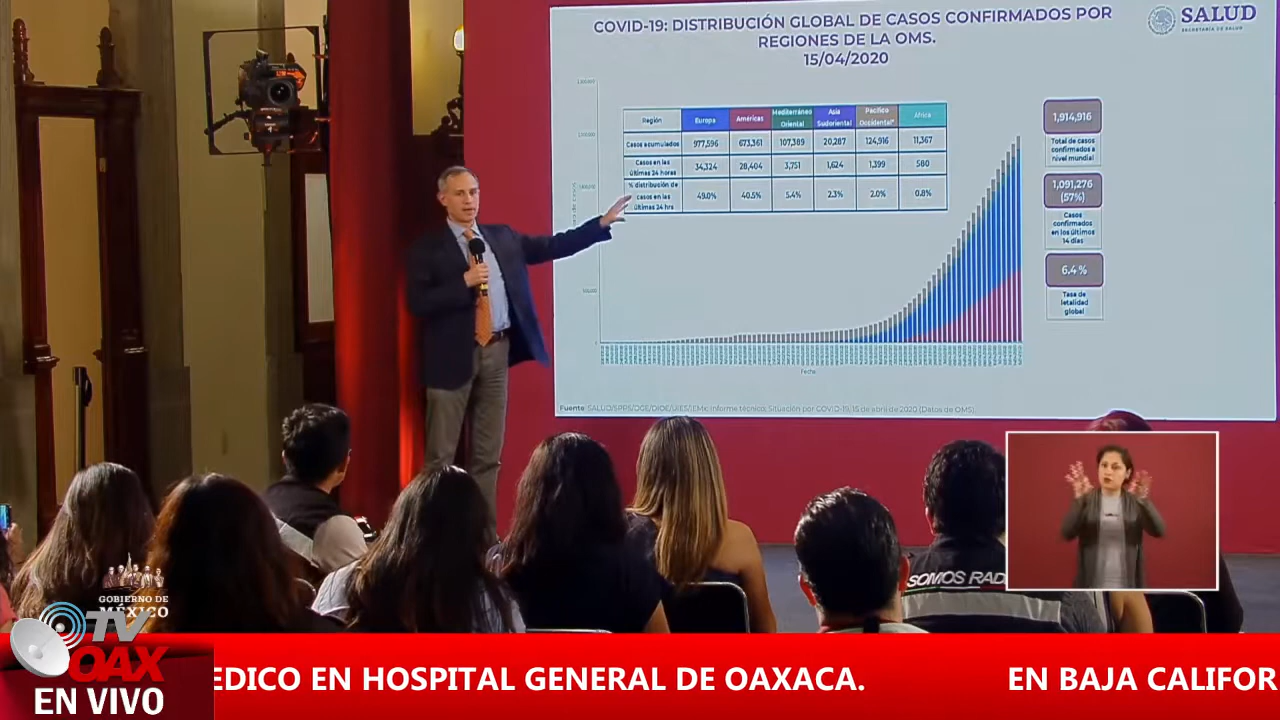 COVID-19: DISTRIBUCIÓN GLOBAL DE CASOS CONFIRMADOS POR
REGIONES DE LA OMS.
15/04/2020
SALUD
SECRETARÍA DE SALUD
Región Europa Américas Mediterráneo Oriental Asia Sudoriental Pacífico Occidental* África
Casos acumulados 977,596 673,361 107,389 20,287 124,916 11,367
Casos en las últimas 24 horas 34,324 28,404 3,751 1,624 1,399 580
% distribución de casos en las últimas 24 hrs 49.0% 40.5% 5.4% 2.3% 2.0% 0.8%
1,914,916
Total de casos
confirmados a
nivel mundial
1,091,276
(57%)
Casos
confirmados
en los últimos
14 días
6.4 %
Tasa de
letalidad
global
Fecha
Fuente: SALUD/SPPS/DGE/DIOE/UIES/EMx: Informe técnico. Situación por COVID-19, 15 de abril de 2020 (Datos de OMS).
SOMOS RAD
GOBIERNO DE
MÉXICO
TV
OAX
EN VIVO
EDICO EN HOSPITAL GENERAL DE OAXACA. EN BAJA CALIFOR